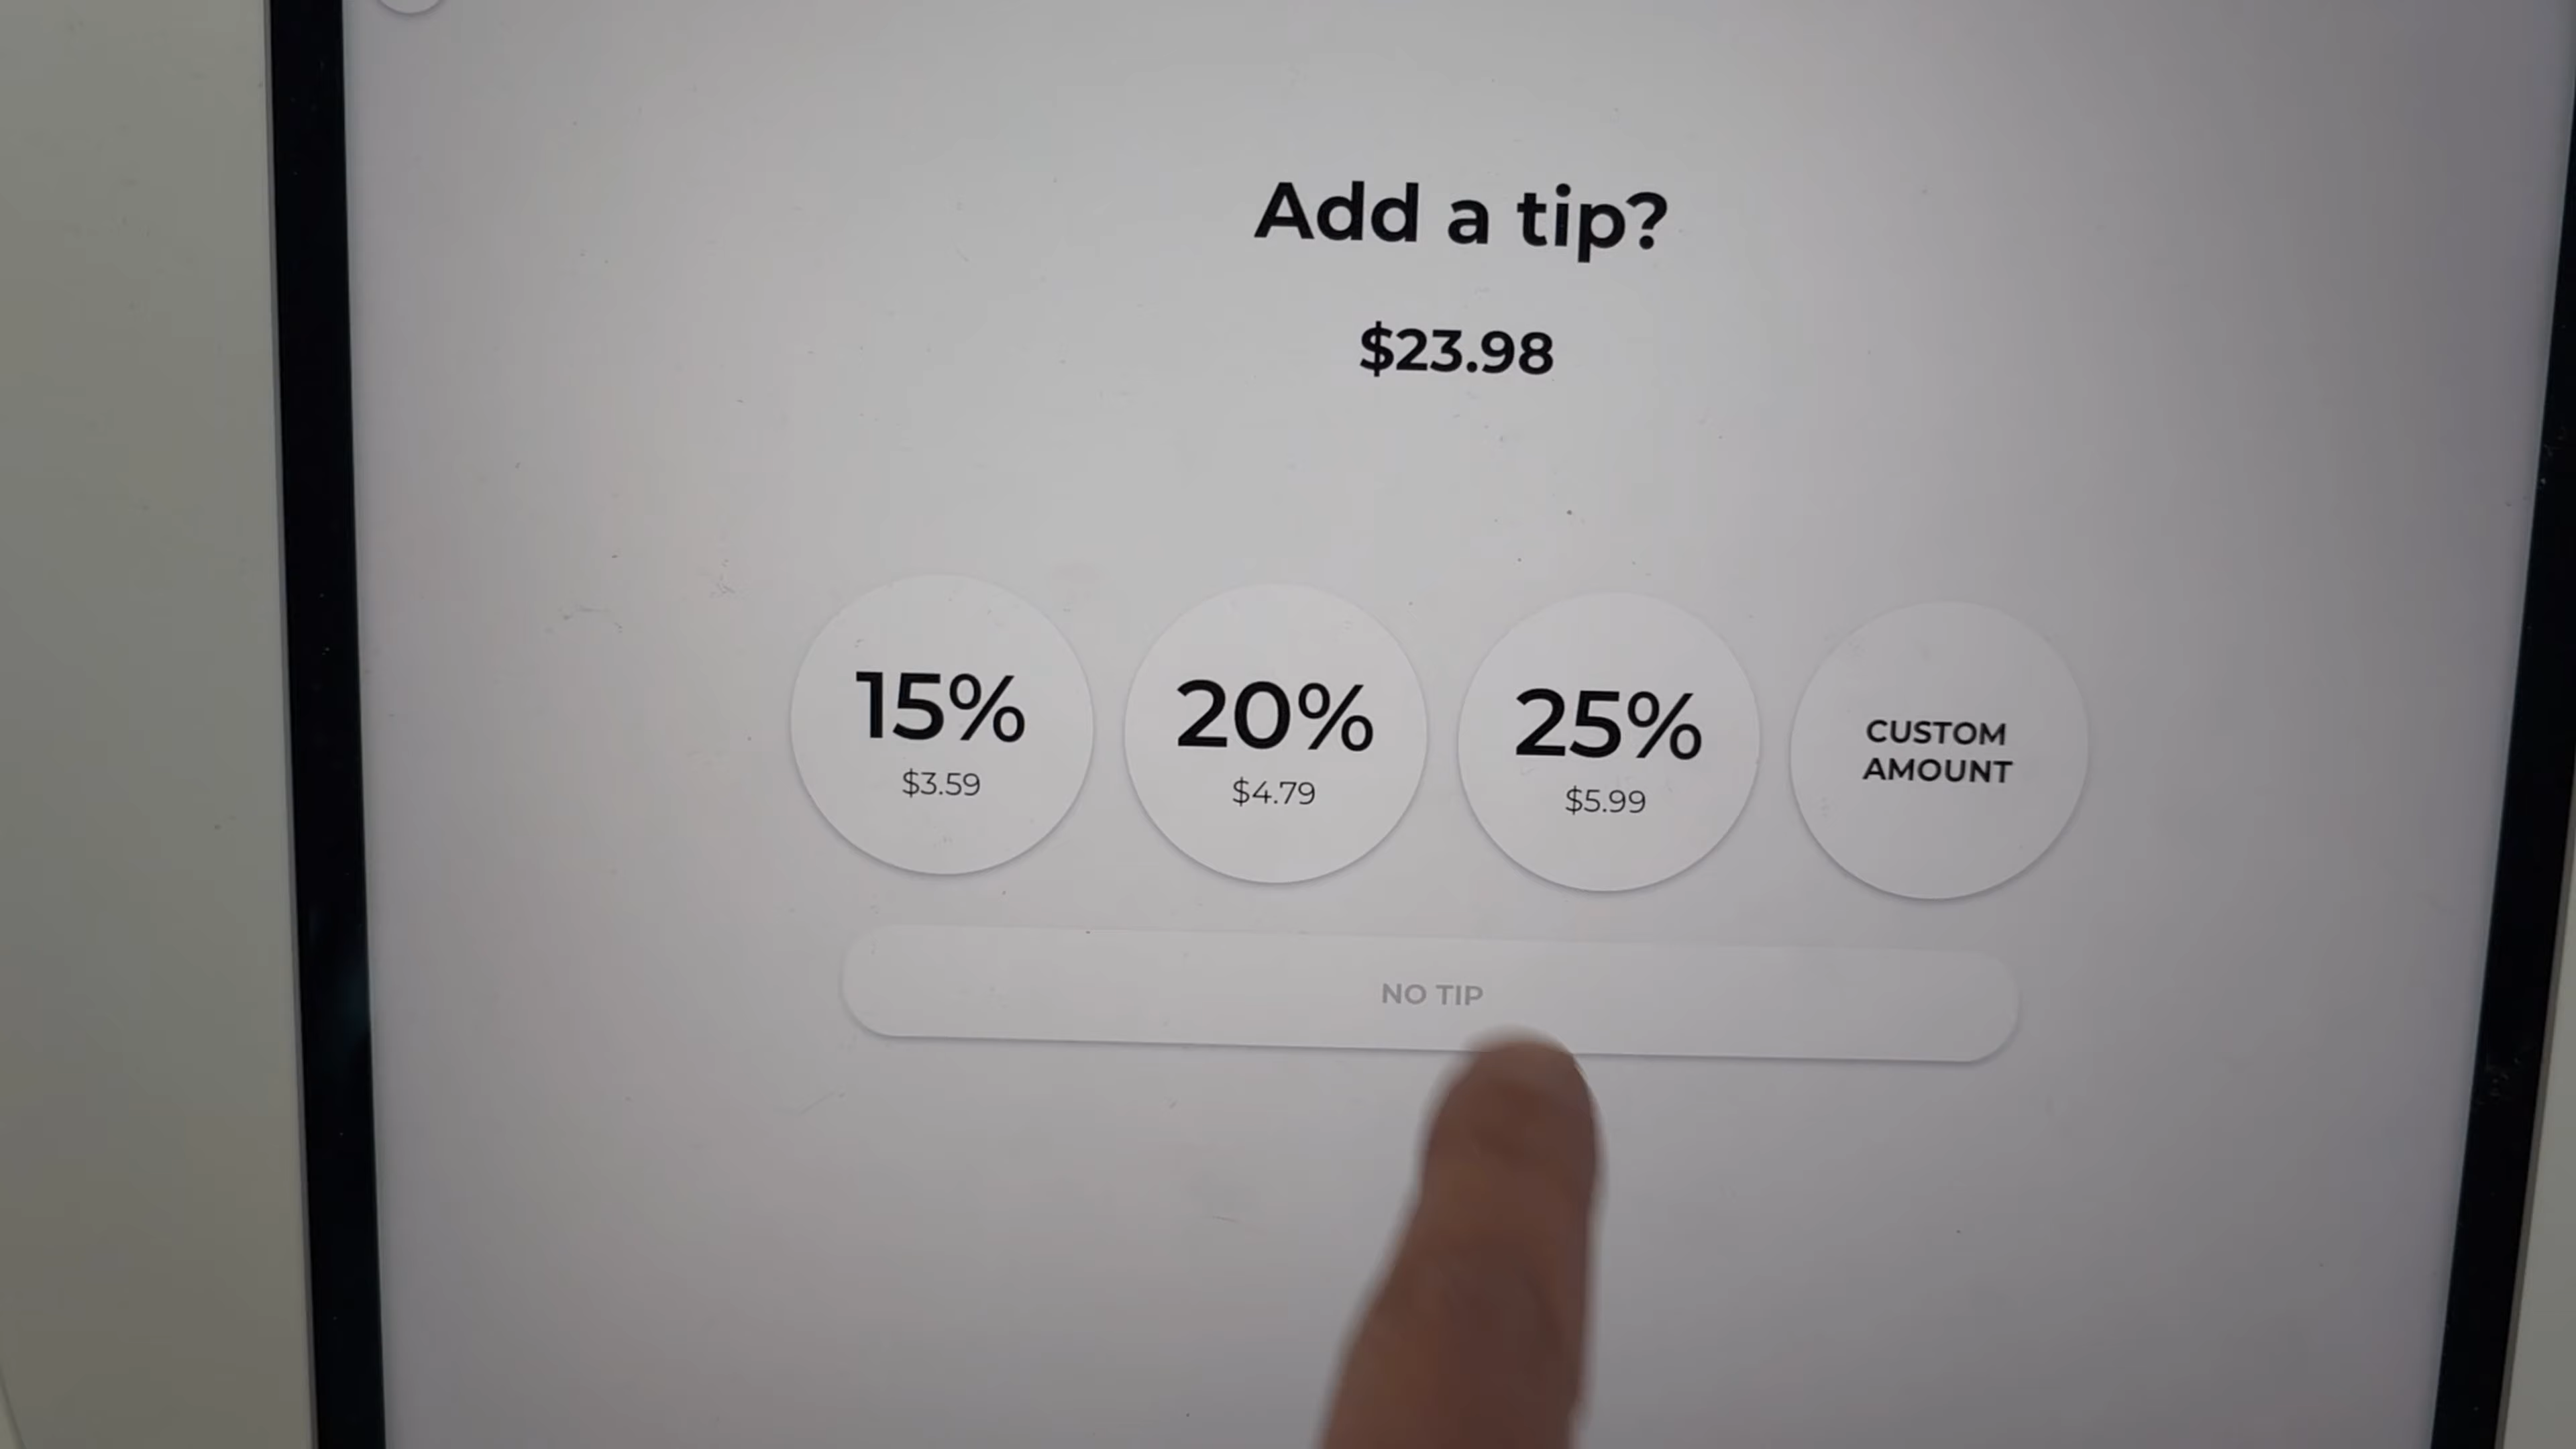 Add a tip?
$23.98
15%
$3.59
20%
$4.79
25%
$5.99
CUSTOM
AMOUNT
NO TIP